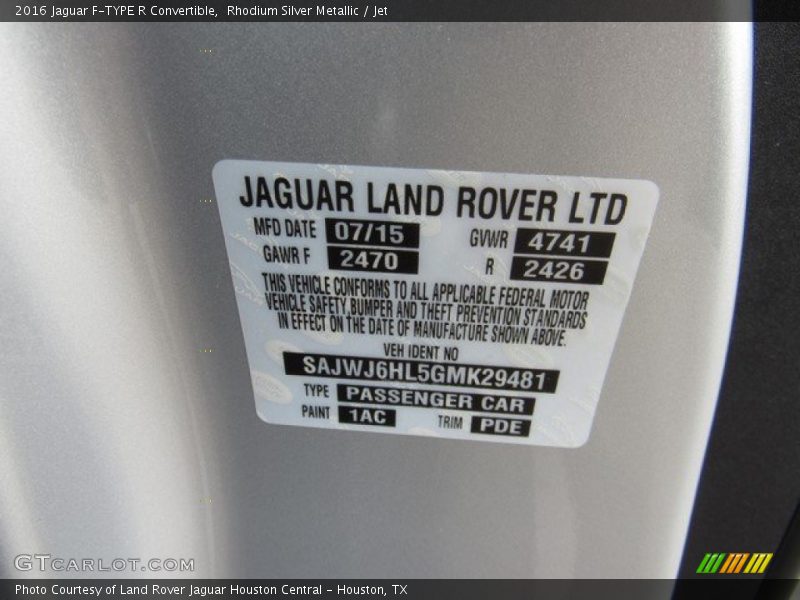 2016 Jaguar F-TYPE R Convertible,  Rhodium Silver Metallic / Jet
JAGUAR LAND ROVER LTD
MFD DATE 07/15 GVWR 4741
GAWR F 2470 R 2426
THIS VEHICLE CONFORMS TO ALL APPLICABLE FEDERAL MOTOR
VEHICLE SAFETY, BUMPER AND THEFT PREVENTION STANDARDS
IN EFFECT ON THE DATE OF MANUFACTURE SHOWN ABOVE.
VEH IDENT NO
SAJWJ6HL5GMK29481
TYPE PASSENGER CAR
PAINT 1AC TRIM PDE
GTCARLOT.COM
Photo Courtesy of Land Rover Jaguar Houston Central - Houston, TX